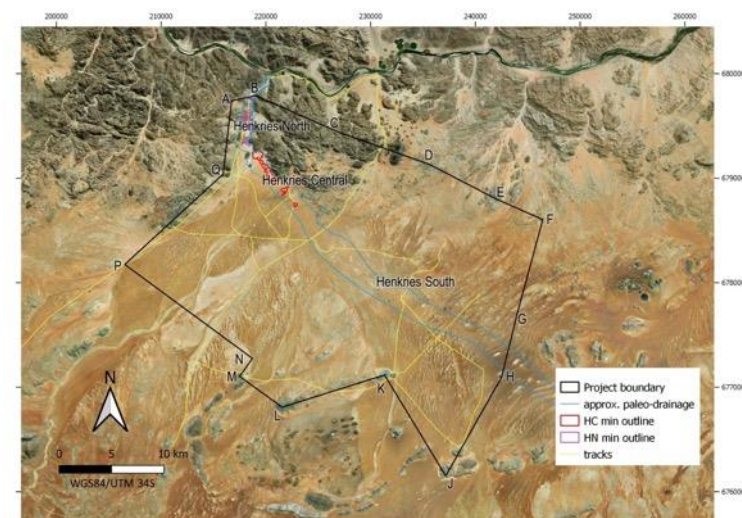 200000 210000 220000 230000 240000 250000 260000
A B
Henkries North
C
D
Q
Henkries Central
E
F
P
Henkries South
G
N
M
K
H
L
J
N
0 5 10 km
WGS84/UTM 34S
Project boundary
approx. paleo-drainage
HC min outline
HN min outline
tracks